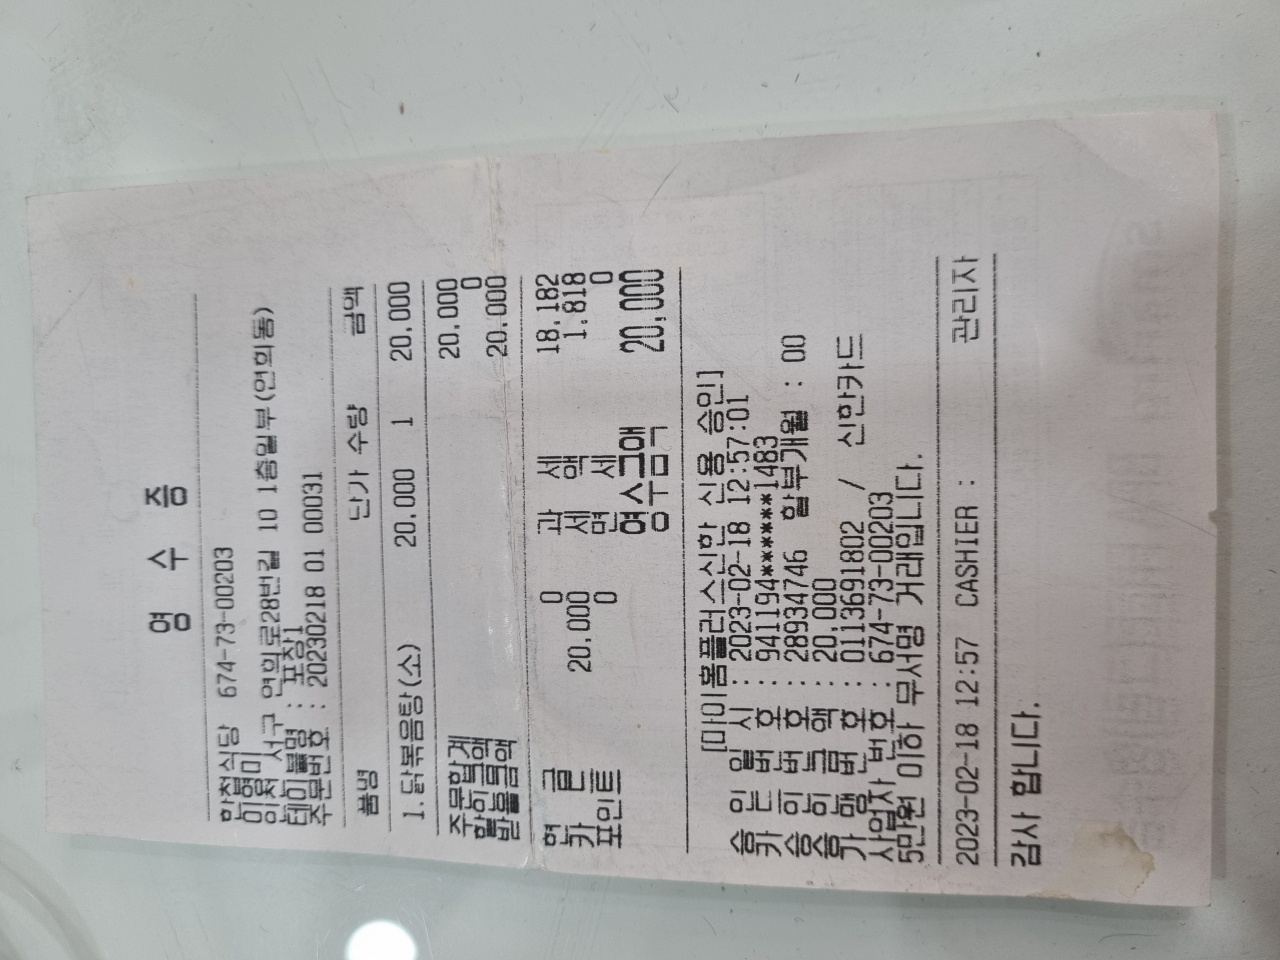 영 수 증
합천식당 674-73-00203
이명미
인천 서구 연희로28번길 10 1층일부(연희동)
테이블명 : 포장1
주문번호 : 20230218 01 00031
품명 단가 수량 금액
1.닭볶음탕(소) 20,000 1 20,000
주문합계 20,000
할인금액 0
받을금액 20,000
현 금 0 과 세 18,182
카 드 20,000 세 액 1,818
포인트 0 면 세 0
영수금액 20,000
[마이홈플러스신한 신용 승인]
승 인 일 시 : 2023-02-18 12:57:01
카 드 번 호 : 941194******1483
승 인 번 호 : 28934746 할부개월 : 00
승 인 금 액 : 20,000
가 맹 번 호 : 0113691802 / 신한카드
사업자 번호 : 674-73-00203
5만원 이하 무서명 거래입니다.
2023-02-18 12:57 CASHIER : 관리자
감사 합니다.